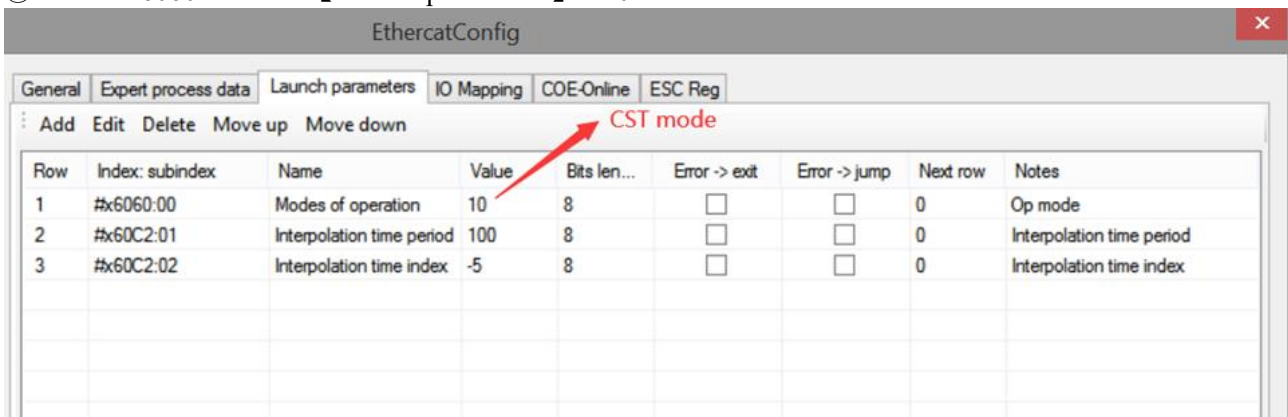 EthercatConfig
General Expert process data Launch parameters IO Mapping COE-Online ESC Reg
Add Edit Delete Move up Move down
CST mode
Row Index: subindex Name Value Bits len... Error -> exit Error -> jump Next row Notes
1 #x6060:00 Modes of operation 10 8 0 Op mode
2 #x60C2:01 Interpolation time period 100 8 0 Interpolation time period
3 #x60C2:02 Interpolation time index -5 8 0 Interpolation time index